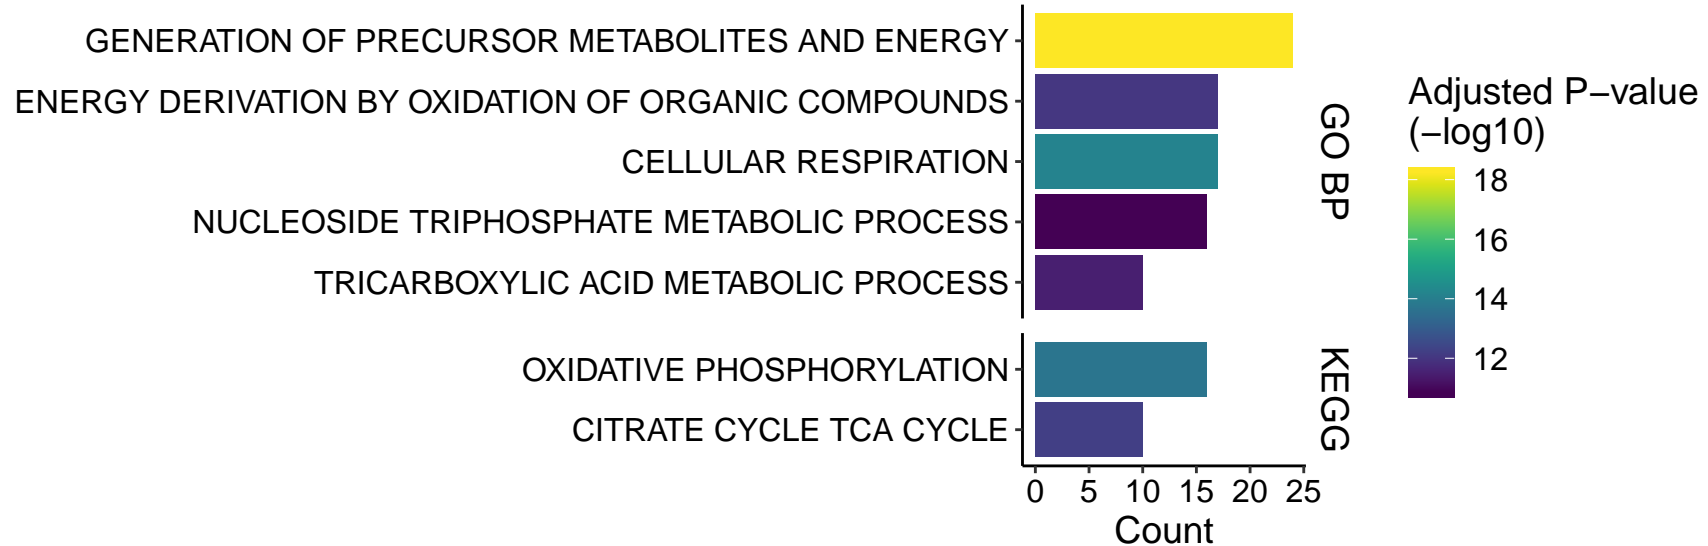 GENERATION OF PRECURSOR METABOLITES AND ENERGY
ENERGY DERIVATION BY OXIDATION OF ORGANIC COMPOUNDS
CELLULAR RESPIRATION
NUCLEOSIDE TRIPHOSPHATE METABOLIC PROCESS
TRICARBOXYLIC ACID METABOLIC PROCESS
GO BP
OXIDATIVE PHOSPHORYLATION
CITRATE CYCLE TCA CYCLE
KEGG
0 5 10 15 20 25
Count
Adjusted P−value
(−log10)
18
16
14
12